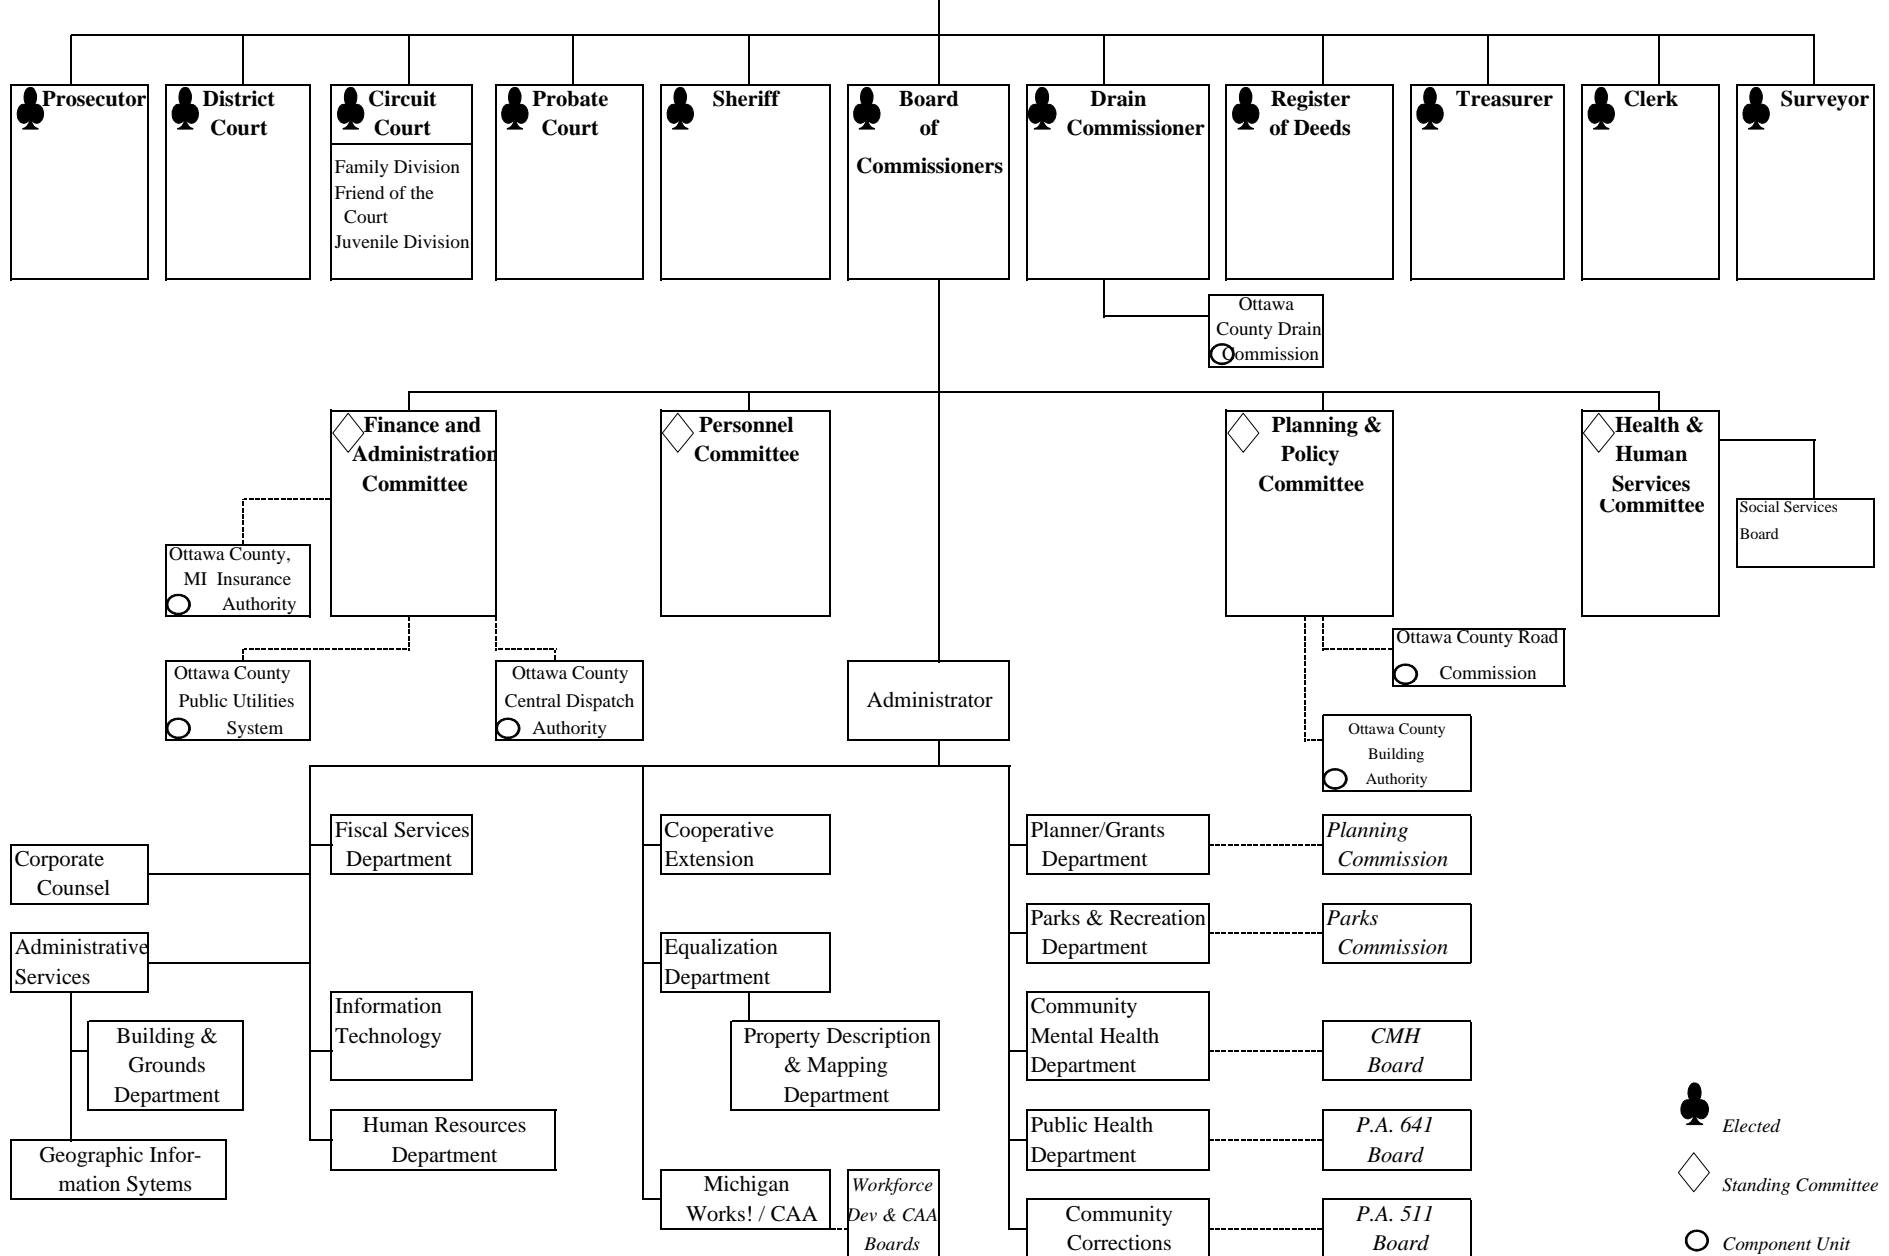 Prosecutor
District
Court
Circuit
Court
Family Division
Friend of the
Court
Juvenile Division
Probate
Court
Sheriff
Board
of
Commissioners
Drain
Commissioner
Register
of Deeds
Treasurer
Clerk
Surveyor
Ottawa
County Drain
Commission
Finance and
Administration
Committee
Personnel
Committee
Planning &
Policy
Committee
Health &
Human
Services
Committee
Social Services
Board
Ottawa County,
MI Insurance
Authority
Ottawa County
Public Utilities
System
Ottawa County
Central Dispatch
Authority
Administrator
Ottawa County Road
Commission
Ottawa County
Building
Authority
Corporate
Counsel
Administrative
Services
Building &
Grounds
Department
Geographic Infor-
mation Sytems
Fiscal Services
Department
Information
Technology
Human Resources
Department
Cooperative
Extension
Equalization
Department
Property Description
& Mapping
Department
Michigan
Works! / CAA
Workforce
Dev & CAA
Boards
Planner/Grants
Department
Planning
Commission
Parks & Recreation
Department
Parks
Commission
Community
Mental Health
Department
CMH
Board
Public Health
Department
P.A. 641
Board
Community
Corrections
P.A. 511
Board
Elected
Standing Committee
Component Unit